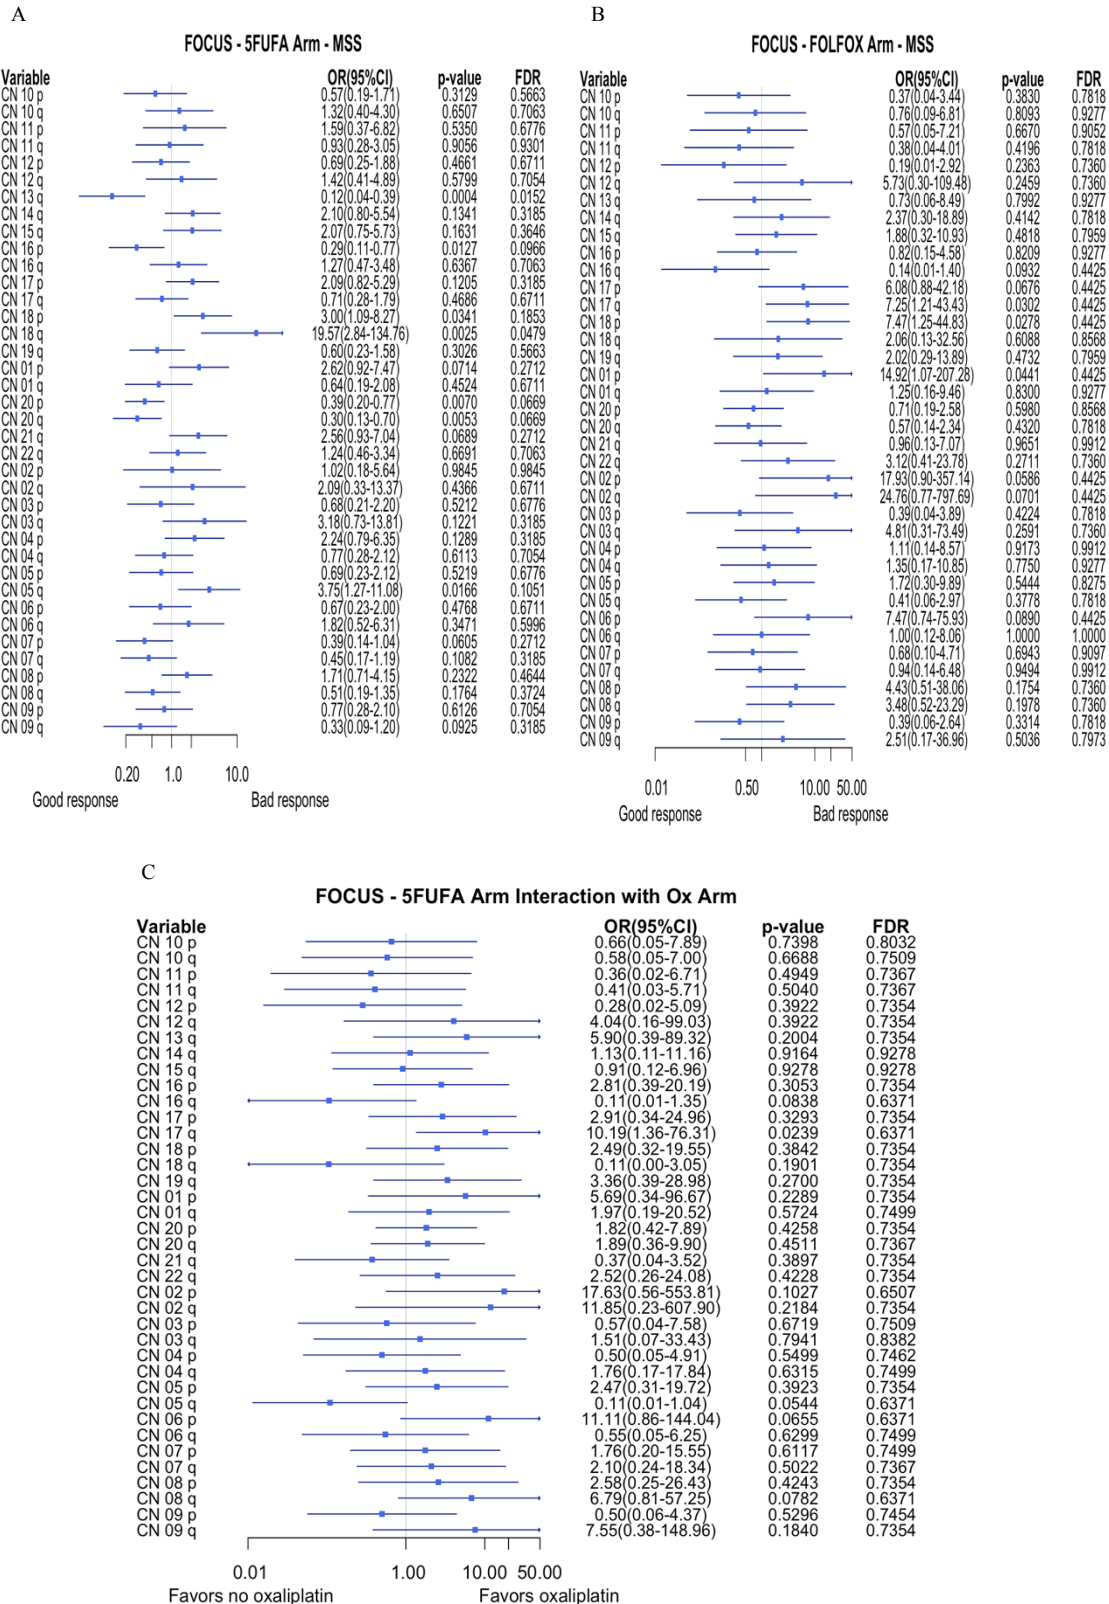 A
FOCUS - 5FUFA Arm - MSS
Variable OR(95%CI) p-value FDR
CN 10 p 0.57(0.19-1.71) 0.3129 0.5663
CN 10 q 1.32(0.40-4.30) 0.6507 0.7063
CN 11 p 1.59(0.37-6.82) 0.5350 0.6776
CN 11 q 0.93(0.28-3.05) 0.9056 0.9301
CN 12 p 0.69(0.25-1.88) 0.4661 0.6711
CN 12 q 1.42(0.41-4.89) 0.5799 0.7054
CN 13 q 0.12(0.04-0.39) 0.0004 0.0152
CN 14 q 2.10(0.80-5.54) 0.1341 0.3185
CN 15 q 2.07(0.75-5.73) 0.1631 0.3646
CN 16 p 0.29(0.11-0.77) 0.0127 0.0966
CN 16 q 1.27(0.47-3.48) 0.6367 0.7063
CN 17 p 2.09(0.82-5.29) 0.1205 0.3185
CN 17 q 0.71(0.28-1.79) 0.4686 0.6711
CN 18 p 3.00(1.09-8.27) 0.0341 0.1853
CN 18 q 19.57(2.84-134.76) 0.0025 0.0479
CN 19 q 0.60(0.23-1.58) 0.3026 0.5663
CN 01 p 2.62(0.92-7.47) 0.0714 0.2712
CN 01 q 0.64(0.19-2.08) 0.4524 0.6711
CN 20 p 0.39(0.20-0.77) 0.0070 0.0669
CN 20 q 0.30(0.13-0.70) 0.0053 0.0669
CN 21 q 2.56(0.93-7.04) 0.0689 0.2712
CN 22 q 1.24(0.46-3.34) 0.6691 0.7063
CN 02 p 1.02(0.18-5.64) 0.9845 0.9845
CN 02 q 2.09(0.33-13.37) 0.4366 0.6711
CN 03 p 0.68(0.21-2.20) 0.5212 0.6776
CN 03 q 3.18(0.73-13.81) 0.1221 0.3185
CN 04 p 2.24(0.79-6.35) 0.1289 0.3185
CN 04 q 0.77(0.28-2.12) 0.6113 0.7054
CN 05 p 0.69(0.23-2.12) 0.5219 0.6776
CN 05 q 3.75(1.27-11.08) 0.0166 0.1051
CN 06 p 0.67(0.23-2.00) 0.4768 0.6711
CN 06 q 1.82(0.52-6.31) 0.3471 0.5996
CN 07 p 0.39(0.14-1.04) 0.0605 0.2712
CN 07 q 0.45(0.17-1.19) 0.1082 0.3185
CN 08 p 1.71(0.71-4.15) 0.2322 0.4644
CN 08 q 0.51(0.19-1.35) 0.1764 0.3724
CN 09 p 0.77(0.28-2.10) 0.6126 0.7054
CN 09 q 0.33(0.09-1.20) 0.0925 0.3185
0.20 1.0 10.0
Good response Bad response
B
FOCUS - FOLFOX Arm - MSS
Variable OR(95%CI) p-value FDR
CN 10 p 0.37(0.04-3.44) 0.3830 0.7818
CN 10 q 0.76(0.09-6.81) 0.8093 0.9277
CN 11 p 0.57(0.05-7.21) 0.6670 0.9052
CN 11 q 0.38(0.04-4.01) 0.4196 0.7818
CN 12 p 0.19(0.01-2.92) 0.2363 0.7360
CN 12 q 5.73(0.30-109.48) 0.2459 0.7360
CN 13 q 0.73(0.06-8.49) 0.7992 0.9277
CN 14 q 2.37(0.30-18.89) 0.4142 0.7818
CN 15 q 1.88(0.32-10.93) 0.4818 0.7959
CN 16 p 0.82(0.15-4.58) 0.8209 0.9277
CN 16 q 0.14(0.01-1.40) 0.0932 0.4425
CN 17 p 6.08(0.88-42.18) 0.0676 0.4425
CN 17 q 7.25(1.21-43.43) 0.0302 0.4425
CN 18 p 7.47(1.25-44.83) 0.0278 0.4425
CN 18 q 2.06(0.13-32.56) 0.6088 0.8568
CN 19 q 2.02(0.29-13.89) 0.4732 0.7959
CN 01 p 14.92(1.07-207.28) 0.0441 0.4425
CN 01 q 1.25(0.16-9.46) 0.8300 0.9277
CN 20 p 0.71(0.19-2.58) 0.5980 0.8568
CN 20 q 0.57(0.14-2.34) 0.4320 0.7818
CN 21 q 0.96(0.13-7.07) 0.9651 0.9912
CN 22 q 3.12(0.41-23.78) 0.2711 0.7360
CN 02 p 17.93(0.90-357.14) 0.0586 0.4425
CN 02 q 24.76(0.77-797.69) 0.0701 0.4425
CN 03 p 0.39(0.04-3.89) 0.4224 0.7818
CN 03 q 4.81(0.31-73.49) 0.2591 0.7360
CN 04 p 1.11(0.14-8.57) 0.9173 0.9912
CN 04 q 1.35(0.17-10.85) 0.7750 0.9277
CN 05 p 1.72(0.30-9.89) 0.5444 0.8275
CN 05 q 0.41(0.06-2.97) 0.3778 0.7818
CN 06 p 7.47(0.74-75.93) 0.0890 0.4425
CN 06 q 1.00(0.12-8.06) 1.0000 1.0000
CN 07 p 0.68(0.10-4.71) 0.6943 0.9097
CN 07 q 0.94(0.14-6.48) 0.9494 0.9912
CN 08 p 4.43(0.51-38.06) 0.1754 0.7360
CN 08 q 3.48(0.52-23.29) 0.1978 0.7360
CN 09 p 0.39(0.06-2.64) 0.3314 0.7818
CN 09 q 2.51(0.17-36.96) 0.5036 0.7973
0.01 0.50 10.00 50.00
Good response Bad response
C
FOCUS - 5FUFA Arm Interaction with Ox Arm
Variable OR(95%CI) p-value FDR
CN 10 p 0.66(0.05-7.89) 0.7398 0.8032
CN 10 q 0.58(0.05-7.00) 0.6688 0.7509
CN 11 p 0.36(0.02-6.71) 0.4949 0.7367
CN 11 q 0.41(0.03-5.71) 0.5040 0.7367
CN 12 p 0.28(0.02-5.09) 0.3922 0.7354
CN 12 q 4.04(0.16-99.03) 0.3922 0.7354
CN 13 q 5.90(0.39-89.32) 0.2004 0.7354
CN 14 q 1.13(0.11-11.16) 0.9164 0.9278
CN 15 q 0.91(0.12-6.96) 0.9278 0.9278
CN 16 p 2.81(0.39-20.19) 0.3053 0.7354
CN 16 q 0.11(0.01-1.35) 0.0838 0.6371
CN 17 p 2.91(0.34-24.96) 0.3293 0.7354
CN 17 q 10.19(1.36-76.31) 0.0239 0.6371
CN 18 p 2.49(0.32-19.55) 0.3842 0.7354
CN 18 q 0.11(0.00-3.05) 0.1901 0.7354
CN 19 q 3.36(0.39-28.98) 0.2700 0.7354
CN 01 p 5.69(0.34-96.67) 0.2289 0.7354
CN 01 q 1.97(0.19-20.52) 0.5724 0.7499
CN 20 p 1.82(0.42-7.89) 0.4258 0.7354
CN 20 q 1.89(0.36-9.90) 0.4511 0.7367
CN 21 q 0.37(0.04-3.52) 0.3897 0.7354
CN 22 q 2.52(0.26-24.08) 0.4228 0.7354
CN 02 p 17.63(0.56-553.81) 0.1027 0.6507
CN 02 q 11.85(0.23-607.90) 0.2184 0.7354
CN 03 p 0.57(0.04-7.58) 0.6719 0.7509
CN 03 q 1.51(0.07-33.43) 0.7941 0.8382
CN 04 p 0.50(0.05-4.91) 0.5499 0.7462
CN 04 q 1.76(0.17-17.84) 0.6315 0.7499
CN 05 p 2.47(0.31-19.72) 0.3923 0.7354
CN 05 q 0.11(0.01-1.04) 0.0544 0.6371
CN 06 p 11.11(0.86-144.04) 0.0655 0.6371
CN 06 q 0.55(0.05-6.25) 0.6299 0.7499
CN 07 p 1.76(0.20-15.55) 0.6117 0.7499
CN 07 q 2.10(0.24-18.34) 0.5022 0.7367
CN 08 p 2.58(0.25-26.43) 0.4243 0.7354
CN 08 q 6.79(0.81-57.25) 0.0782 0.6371
CN 09 p 0.50(0.06-4.37) 0.5296 0.7454
CN 09 q 7.55(0.38-148.96) 0.1840 0.7354
0.01 1.00 10.00 50.00
Favors no oxaliplatin Favors oxaliplatin